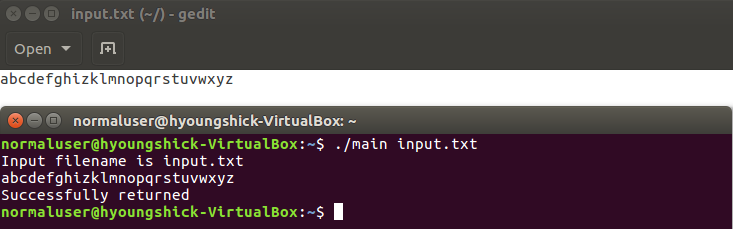 input.txt (~/) - gedit
Open
abcdefghizklmnopqrstuvwxyz
normaluser@hyoungshick-VirtualBox: ~
normaluser@hyoungshick-VirtualBox:~$ ./main input.txt
Input filename is input.txt
abcdefghizklmnopqrstuvwxyz
Successfully returned
normaluser@hyoungshick-VirtualBox:~$